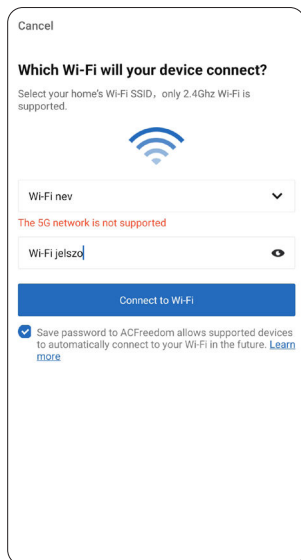 Cancel
Which Wi-Fi will your device connect?
Select your home's Wi-Fi SSID, only 2.4Ghz Wi-Fi is
supported.
Wi-Fi nev
The 5G network is not supported
Wi-Fi jelszo
Connect to Wi-Fi
Save password to ACFreedom allows supported devices
to automatically connect to your Wi-Fi in the future. Learn
more